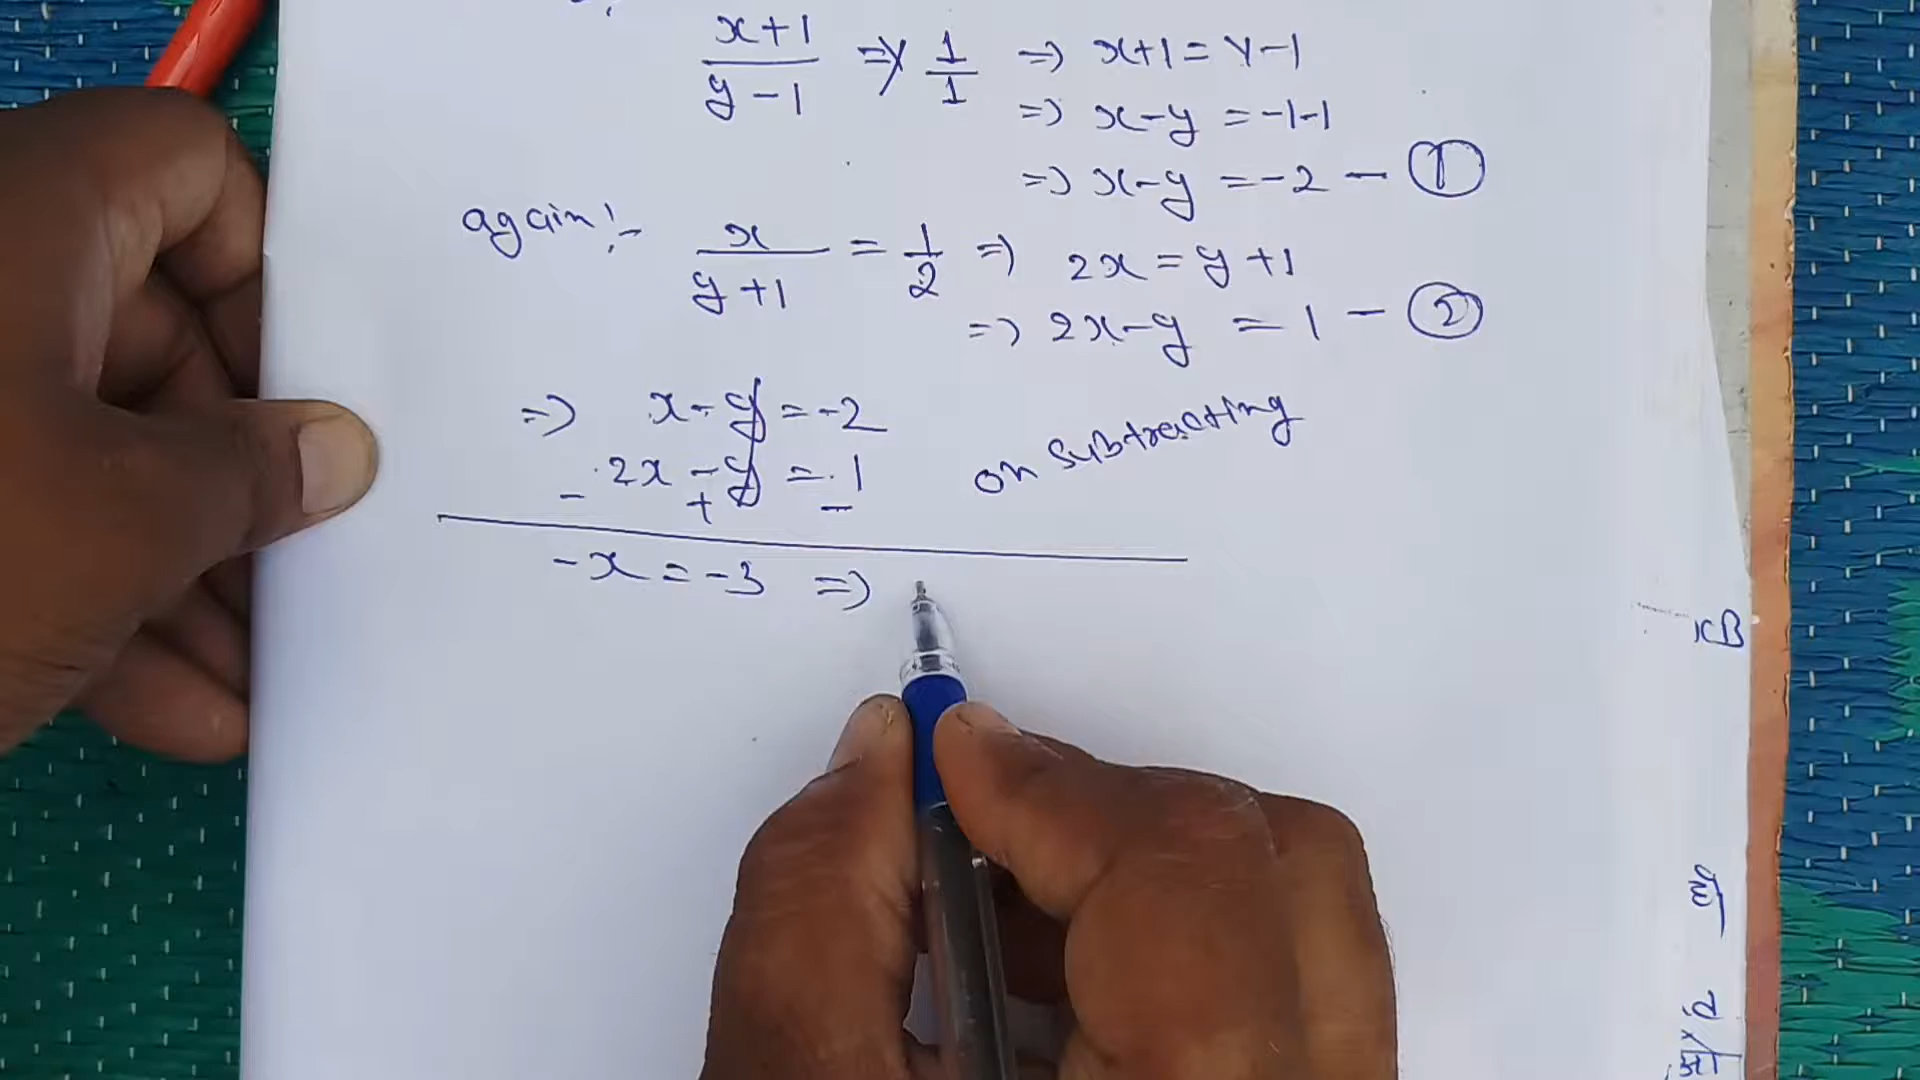 x+1/y-1 => 1/1 => x+1 = y-1
=> x-y = -1-1
=> x-y = -2 - ①
again:- x/y+1 = 1/2 => 2x = y+1
=> 2x-y = 1 - ②
=> x-y = -2
2x-y = 1 on subtracting
- + -
-x = -3 =>